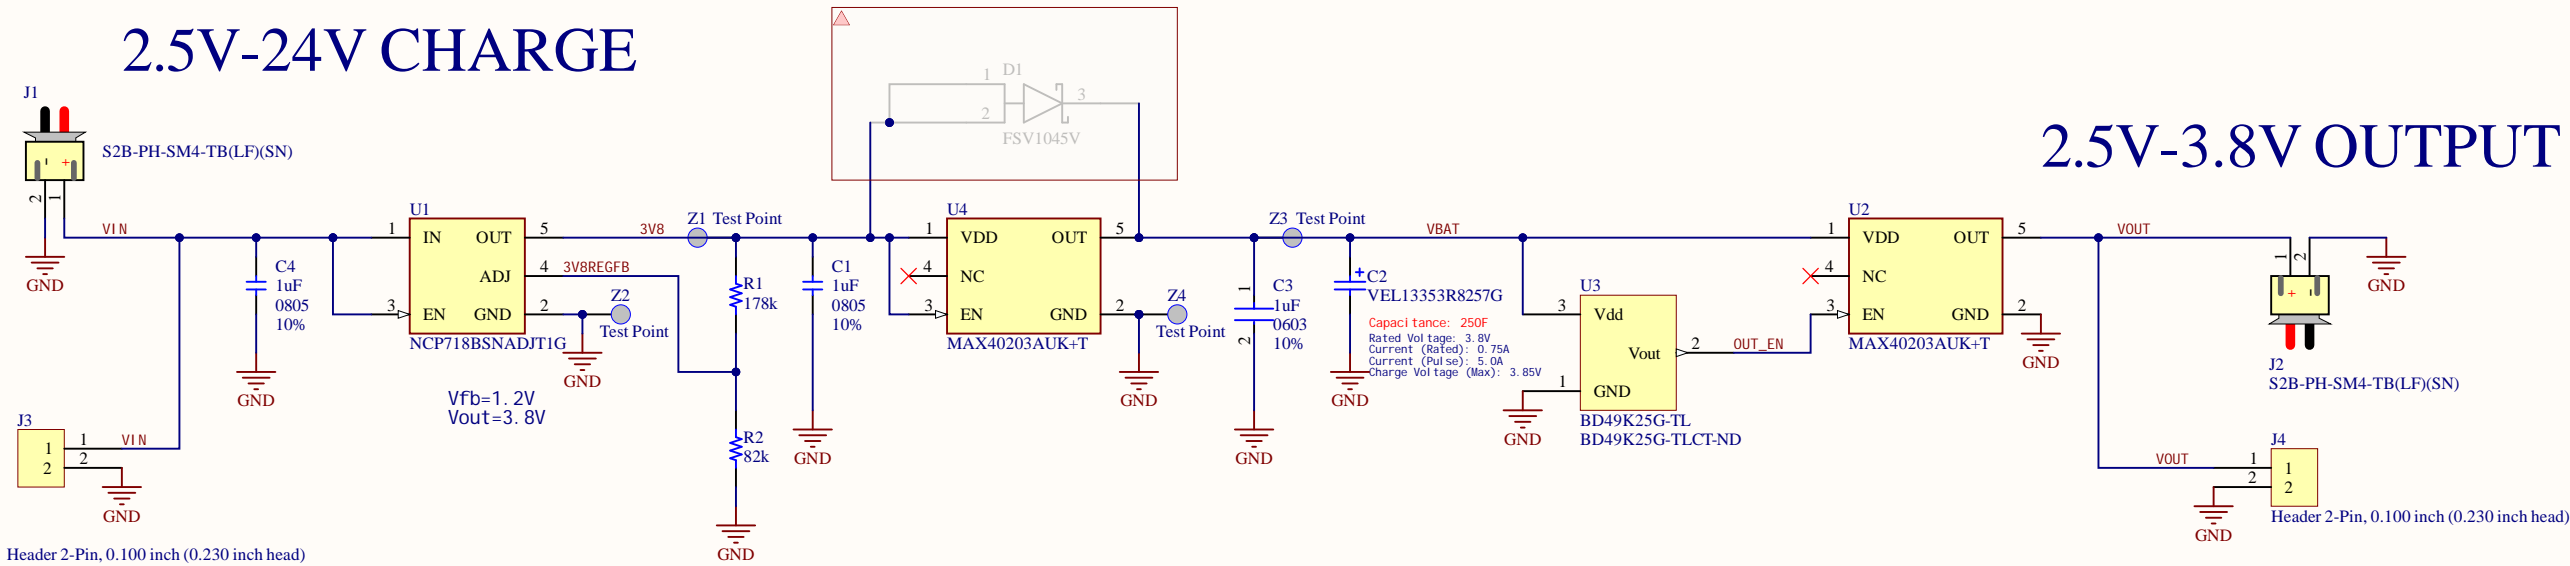 2.5V-24V CHARGE
J1
S2B-PH-SM4-TB(LF)(SN)
- +
2 1
VIN
GND
C4
1uF
0805
10%
GND
J3
1 1 VIN
2 2
GND
Header 2-Pin, 0.100 inch (0.230 inch head)
U1
1 IN OUT 5
ADJ 4
3 EN GND 2
NCP718BSNADJT1G
3V8
3V8REGFB
Z2
Test Point
GND
Vfb=1.2V
Vout=3.8V
Z1 Test Point
R1
178k
R2
82k
GND
C1
1uF
0805
10%
GND
1 D1
2 3
FSV1045V
U4
1 VDD OUT 5
4 NC
3 EN GND 2
MAX40203AUK+T
Z4
Test Point
GND
Z3 Test Point
1 C3
1uF
0603
2 10%
GND
VBAT
+ C2
VEL13353R8257G
Capacitance: 250F
Rated Voltage: 3.8V
Current (Rated): 0.75A
Current (Pulse): 5.0A
Charge Voltage (Max): 3.85V
GND
U3
3 Vdd
Vout 2 OUT_EN
1 GND
BD49K25G-TL
BD49K25G-TLCT-ND
GND
U2
1 VDD OUT 5
4 NC
3 EN GND 2
MAX40203AUK+T
GND
2.5V-3.8V OUTPUT
VOUT
1 2
+ -
GND
J2
S2B-PH-SM4-TB(LF)(SN)
J4
VOUT 1 1
2 2
GND
Header 2-Pin, 0.100 inch (0.230 inch head)